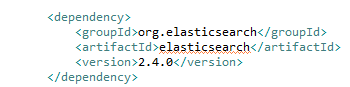 <dependency>
    <groupId>org.elasticsearch</groupId>
    <artifactId>elasticsearch</artifactId>
    <version>2.4.0</version>
</dependency>